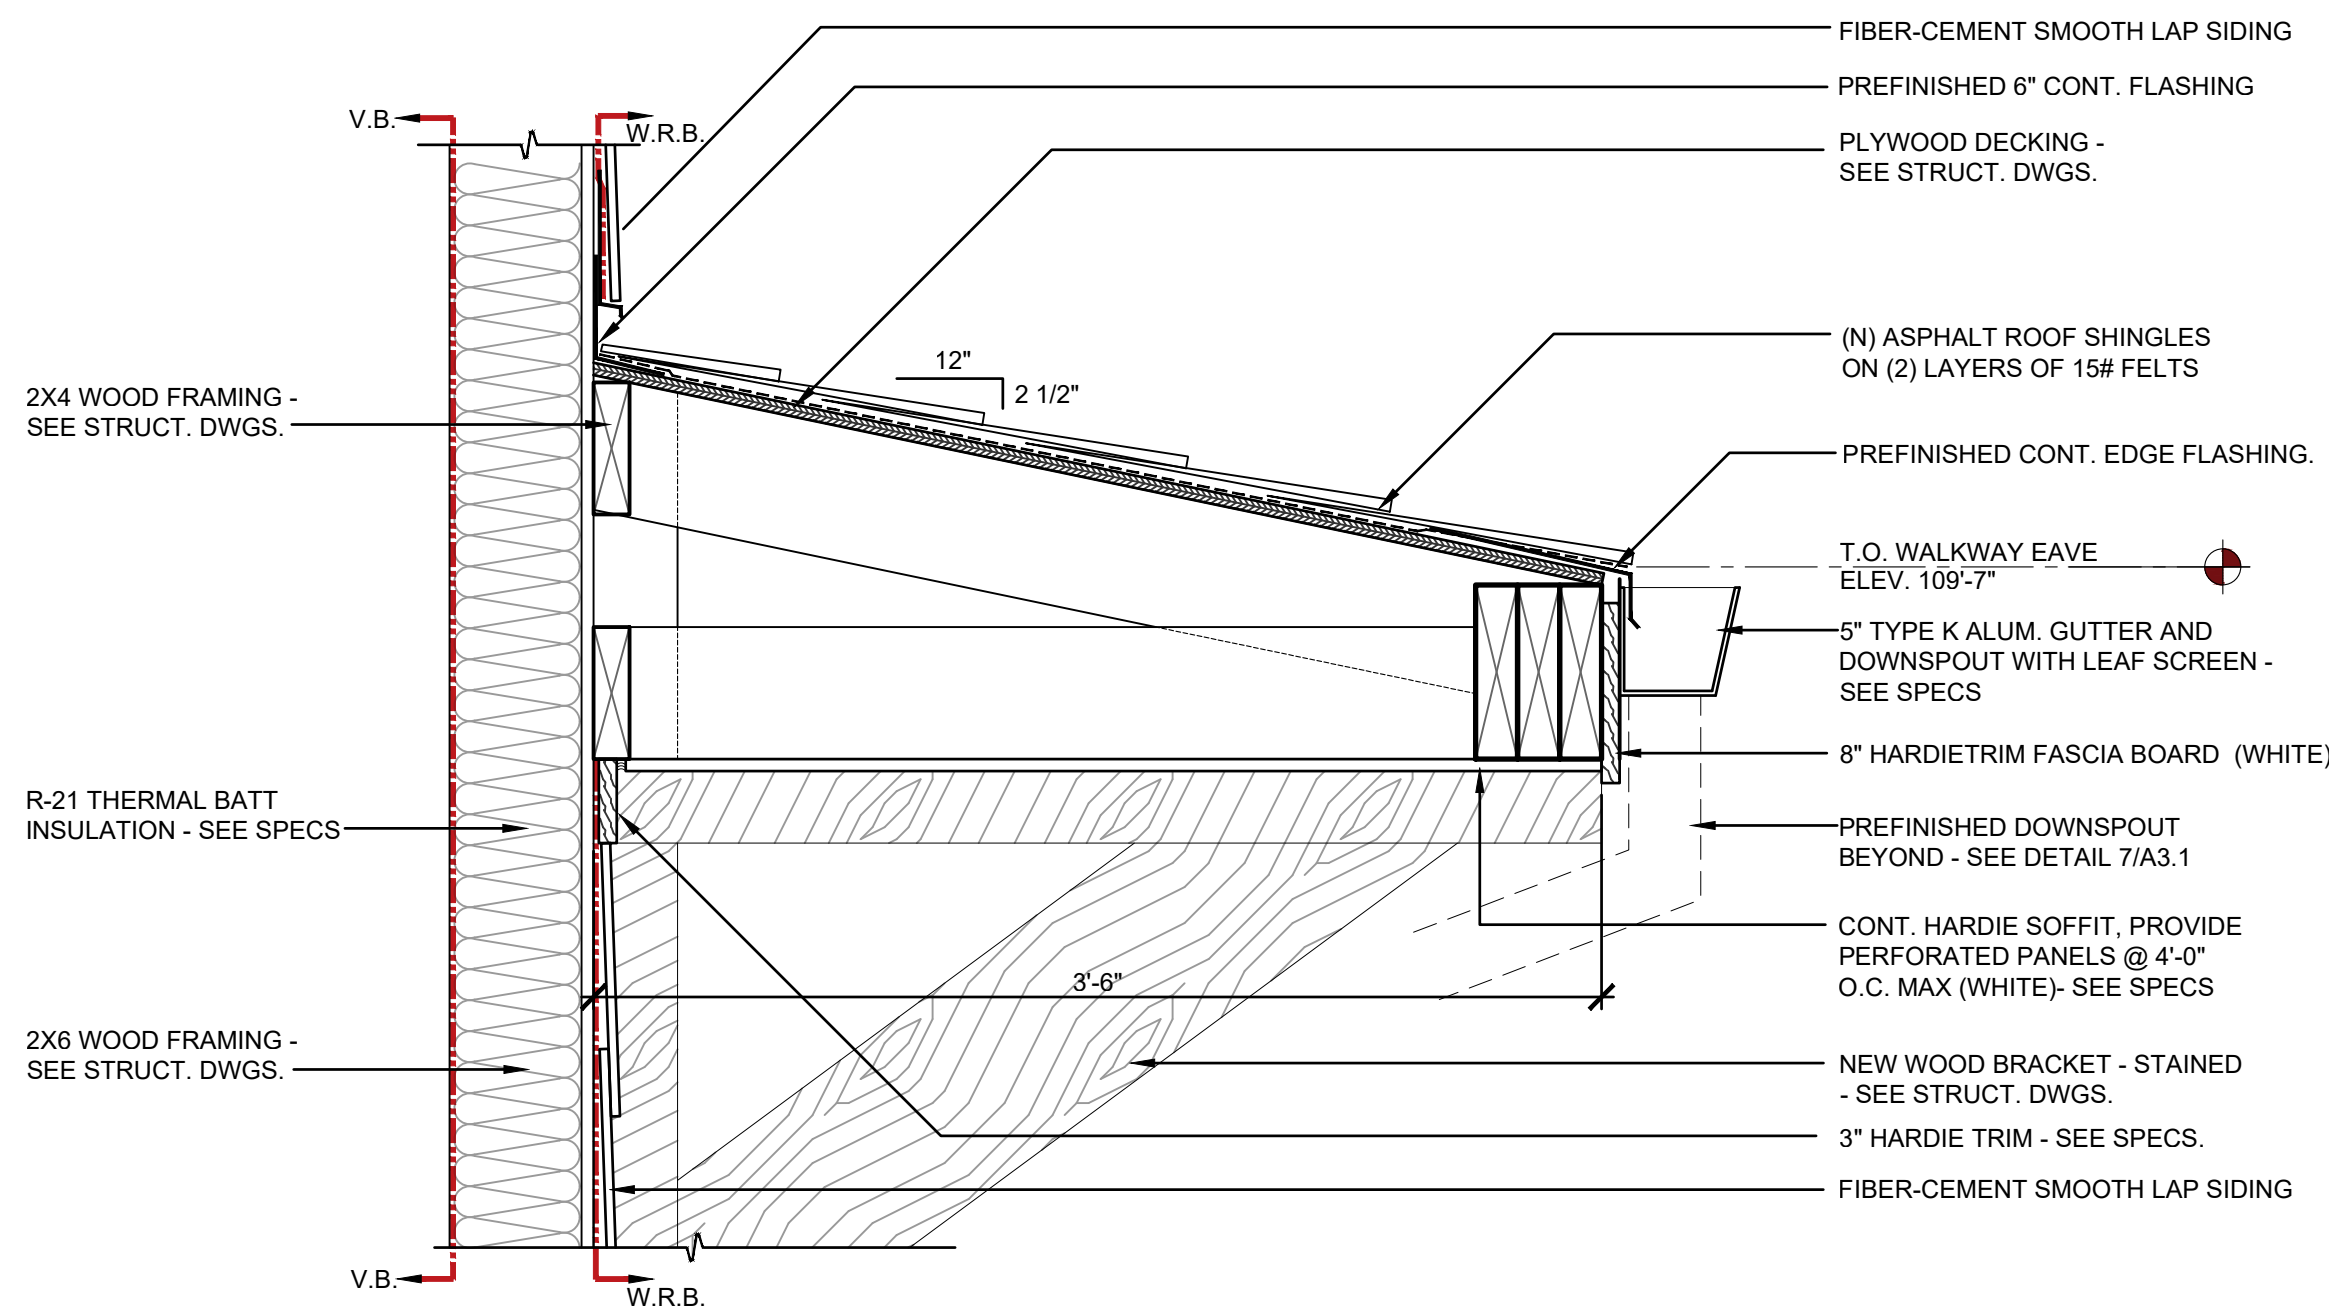 FIBER-CEMENT SMOOTH LAP SIDING
PREFINISHED 6" CONT. FLASHING
V.B.
W.R.B.
PLYWOOD DECKING -
SEE STRUCT. DWGS.
(N) ASPHALT ROOF SHINGLES
ON (2) LAYERS OF 15# FELTS
12"
2 1/2"
2X4 WOOD FRAMING -
SEE STRUCT. DWGS.
PREFINISHED CONT. EDGE FLASHING.
T.O. WALKWAY EAVE
ELEV. 109'-7"
5" TYPE K ALUM. GUTTER AND
DOWNSPOUT WITH LEAF SCREEN -
SEE SPECS
8" HARDIETRIM FASCIA BOARD (WHITE)
R-21 THERMAL BATT
INSULATION - SEE SPECS
PREFINISHED DOWNSPOUT
BEYOND - SEE DETAIL 7/A3.1
CONT. HARDIE SOFFIT, PROVIDE
PERFORATED PANELS @ 4'-0"
O.C. MAX (WHITE)- SEE SPECS
3'-6"
2X6 WOOD FRAMING -
SEE STRUCT. DWGS.
NEW WOOD BRACKET - STAINED
- SEE STRUCT. DWGS.
3" HARDIE TRIM - SEE SPECS.
FIBER-CEMENT SMOOTH LAP SIDING
V.B.
W.R.B.